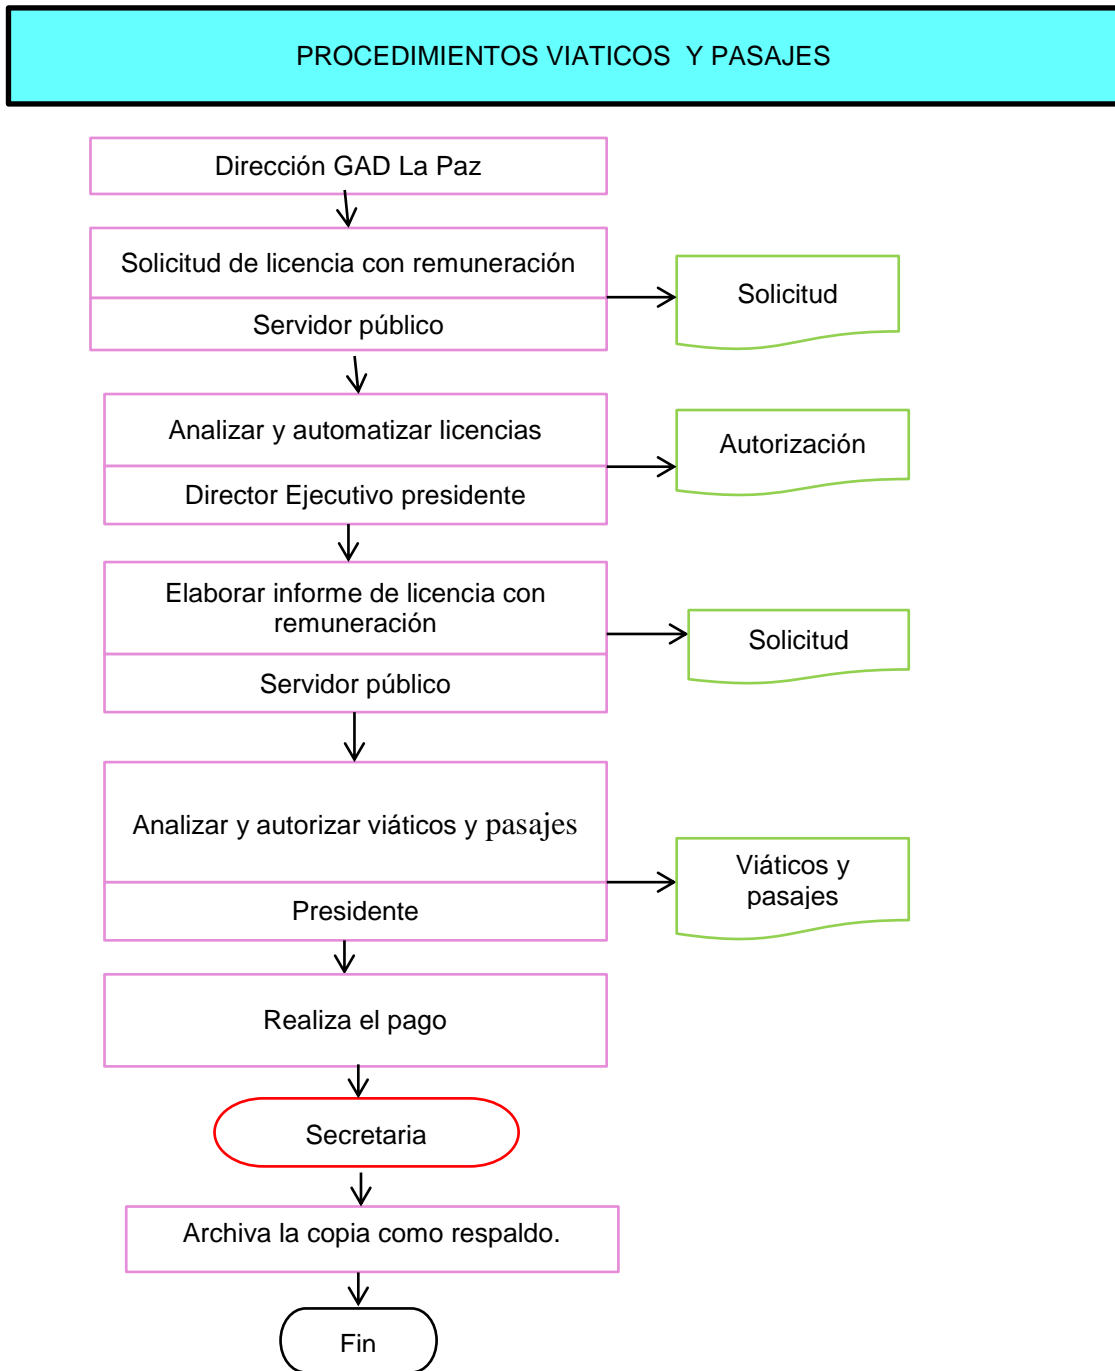 PROCEDIMIENTOS VIATICOS Y PASAJES
Dirección GAD La Paz
Solicitud de licencia con remuneración
Servidor público
Solicitud
Analizar y automatizar licencias
Director Ejecutivo presidente
Autorización
Elaborar informe de licencia con
remuneración
Servidor público
Solicitud
Analizar y autorizar viáticos y pasajes
Presidente
Viáticos y
pasajes
Realiza el pago
Secretaria
Archiva la copia como respaldo.
Fin